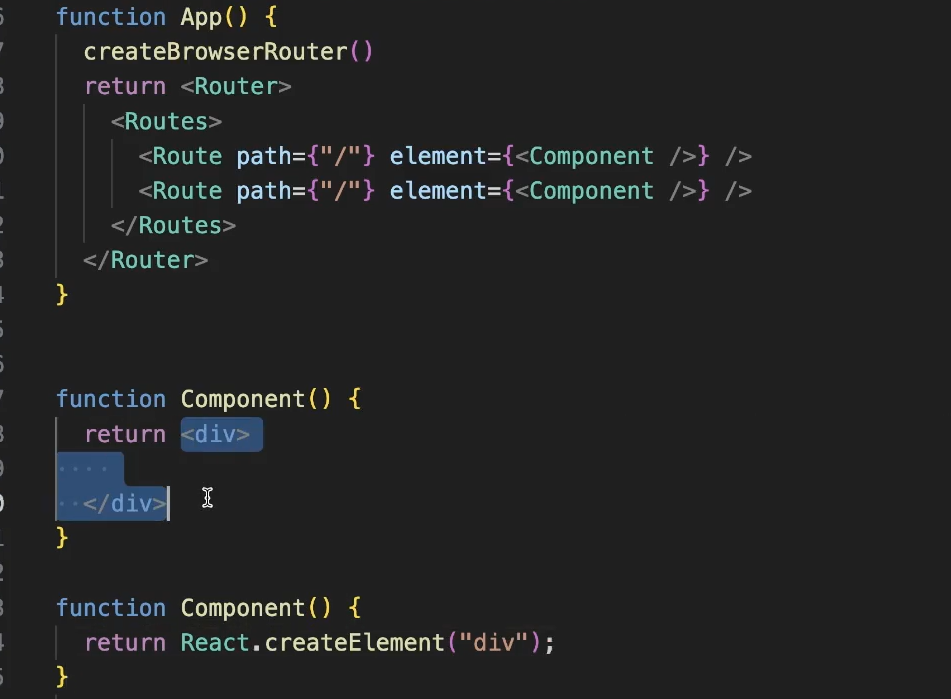 function App() {
createBrowserRouter()
return <Router>
<Routes>
<Route path={"/"} element={<Component />} />
<Route path={"/"} element={<Component />} />
</Routes>
</Router>
}
function Component() {
return <div>
</div>
}
function Component() {
return React.createElement("div");
}